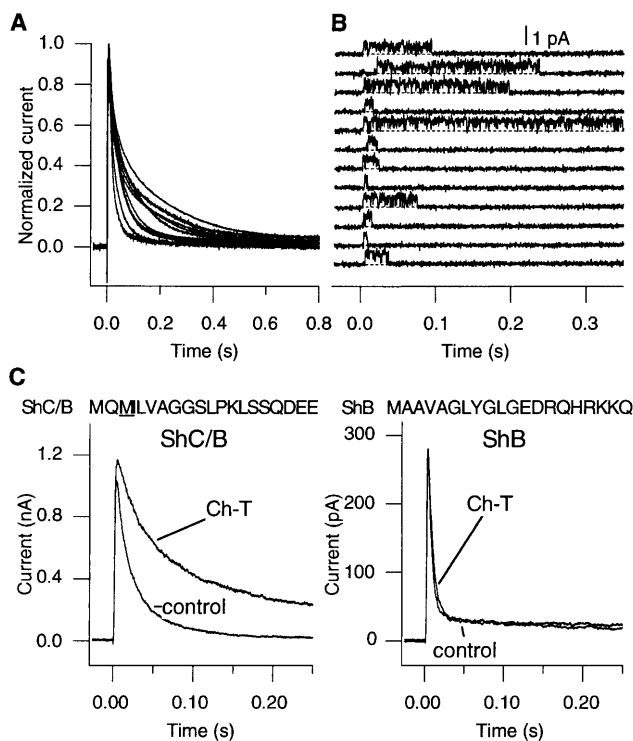 A
Normalized current
1.0
0.8
0.6
0.4
0.2
0.0
0.0 0.2 0.4 0.6 0.8
Time (s)
B
1 pA
0.0 0.1 0.2 0.3
Time (s)
C
ShC/B MQMILVAGGSLPKLSSQDEE
ShC/B
Current (nA)
1.2
0.8
0.4
0.0
Ch-T
control
0.00 0.10 0.20
Time (s)
ShB MAAVAGLYGLGEDRQHRKKQ
ShB
Current (pA)
300
200
100
0
Ch-T
control
0.00 0.10 0.20
Time (s)